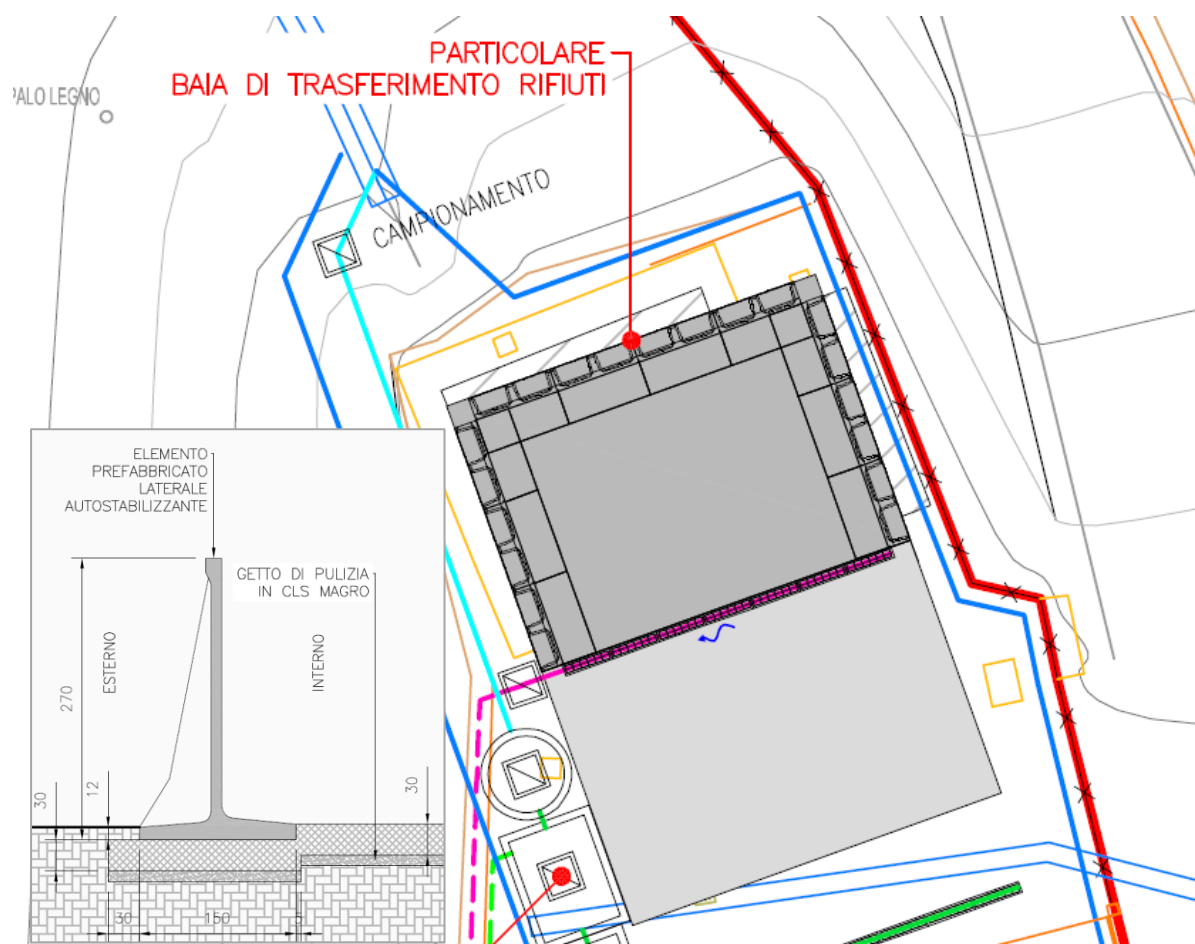 PARTICOLARE
BAIA DI TRASFERIMENTO RIFIUTI
PALO LEGNO
CAMPIONAMENTO
ELEMENTO
PREFABBRICATO
LATERALE
AUTOSTABILIZZANTE
GETTO DI PULIZIA
IN CLS MAGRO
ESTERNO
INTERNO
270
12
30
30
30
150
5